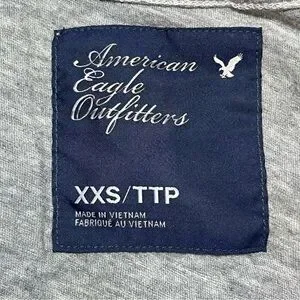 American
Eagle
Outfitters
XXS/TTP
MADE IN VIETNAM
FABRIQUÉ AU VIETNAM